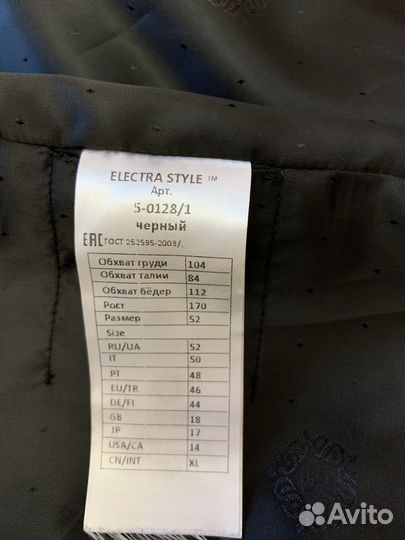 ELECTRA STYLE ™
Арт.
5-0128/1
черный
EAC ГОСТ 252595-2003/.
Обхват груди 104
Обхват талии 84
Обхват бёдер 112
Рост 170
Размер 52
Size
RU/UA 52
IT 50
PT 48
EU/TR 46
DE/FI 44
GB 18
JP 17
USA/CA 14
CN/INT XL
Avito